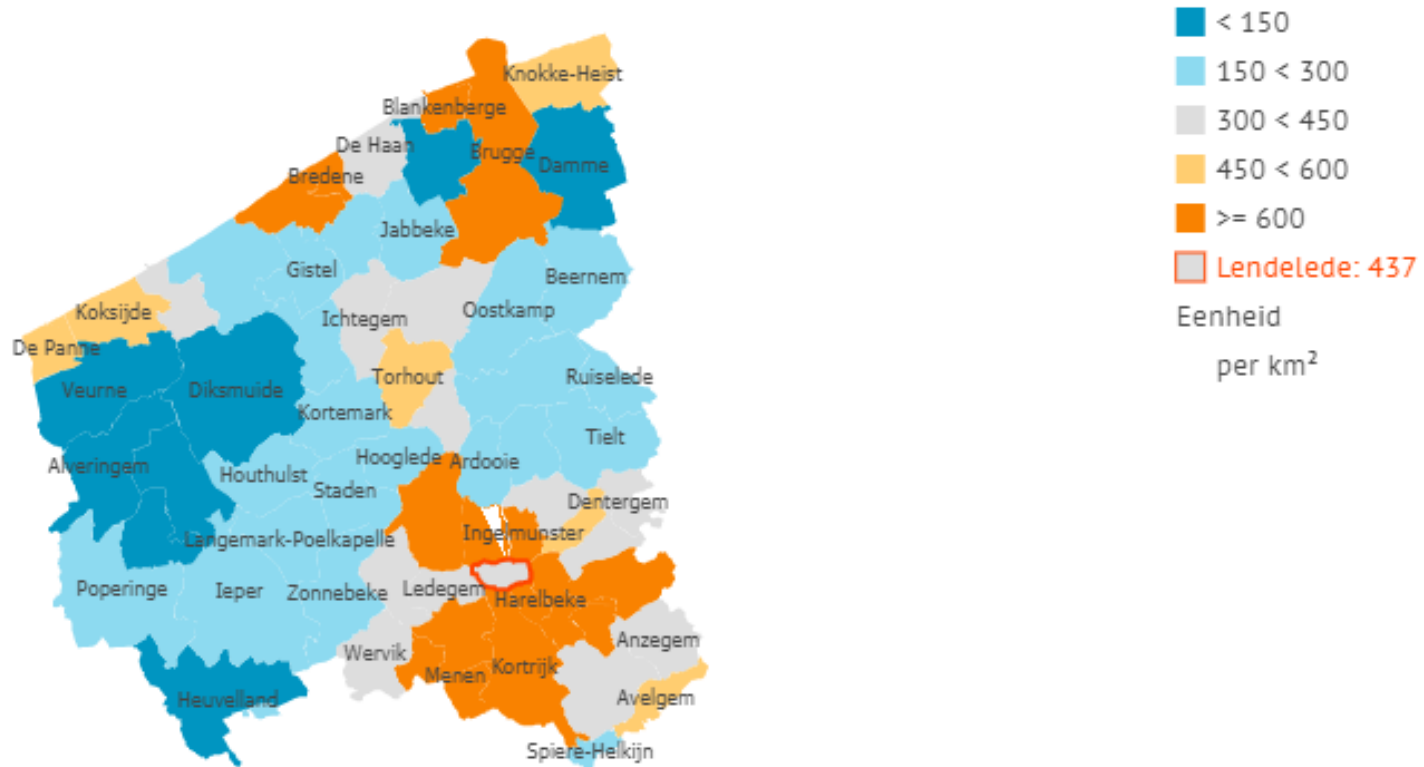 Knokke-Heist
Blankenberge
De Haan
Brugge
Damme
Bredene
Jabbeke
Gistel
Beernem
Koksijde
Ichtegem
Oostkamp
De Panne
Veurne
Diksmuide
Torhout
Ruiselede
Kortemark
Tielt
Alveringem
Houthulst
Hooglede
Ardooie
Staden
Dentergem
Langemark-Poelkapelle
Ingelmunster
Poperinge
Ieper
Zonnebeke
Ledegem
Harelbeke
Wervik
Anzegem
Menen
Kortrijk
Heuvelland
Avelgem
Spiere-Helkijn
< 150
150 < 300
300 < 450
450 < 600
>= 600
Lendelede: 437
Eenheid
per km²